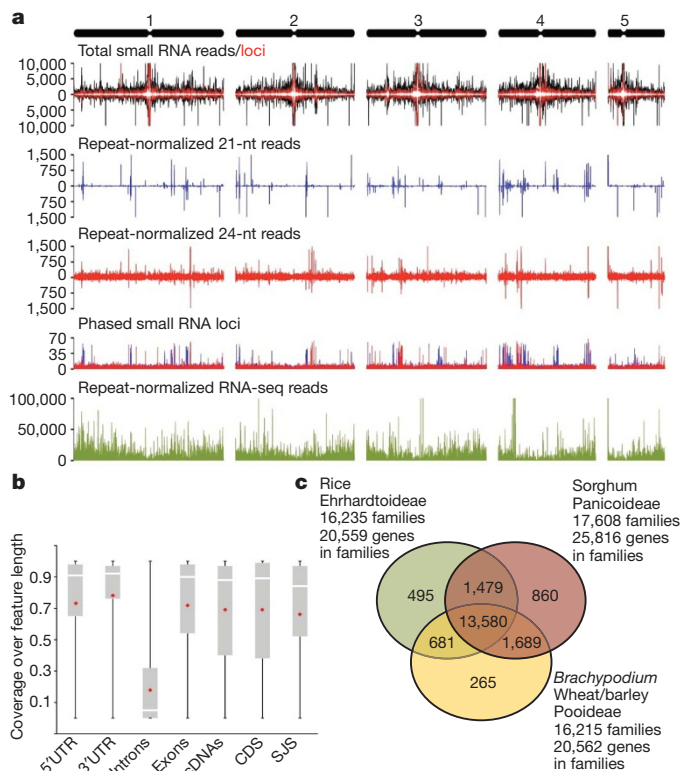 a
1 2 3 4 5
Total small RNA reads/loci
10,000
5,000
0
5,000
10,000
Repeat-normalized 21-nt reads
1,500
750
0
750
1,500
Repeat-normalized 24-nt reads
1,500
750
0
750
1,500
Phased small RNA loci
70
35
0
Repeat-normalized RNA-seq reads
100,000
50,000
0
b
Coverage over feature length
0.9
0.7
0.5
0.3
0.1
5′UTR
3′UTR
Introns
Exons
cDNAs
CDS
SJS
c
Rice
Ehrhardtoideae
16,235 families
20,559 genes
in families
Sorghum
Panicoideae
17,608 families
25,816 genes
in families
495
1,479
860
13,580
681
1,689
265
Brachypodium
Wheat/barley
Pooideae
16,215 families
20,562 genes
in families